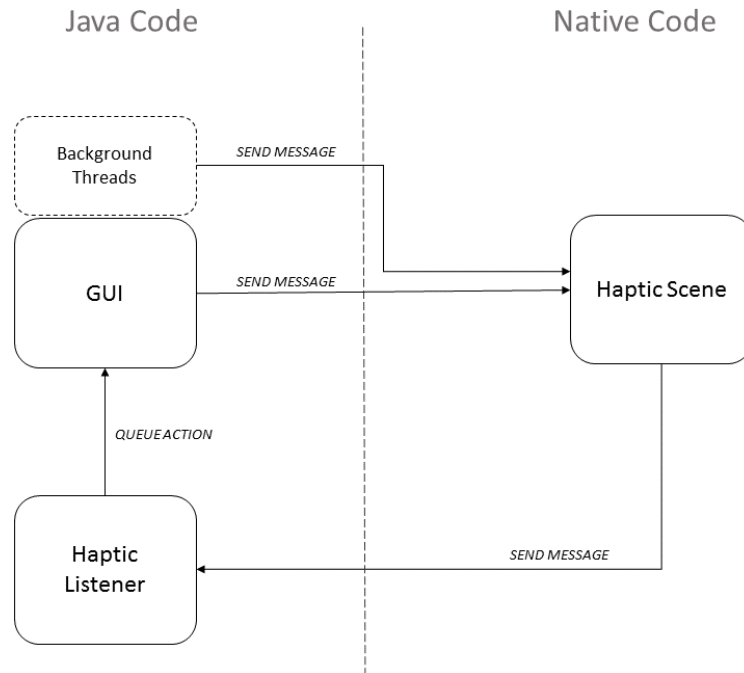 Java Code
Native Code
Background
Threads
SEND MESSAGE
GUI
SEND MESSAGE
Haptic Scene
QUEUE ACTION
Haptic
Listener
SEND MESSAGE